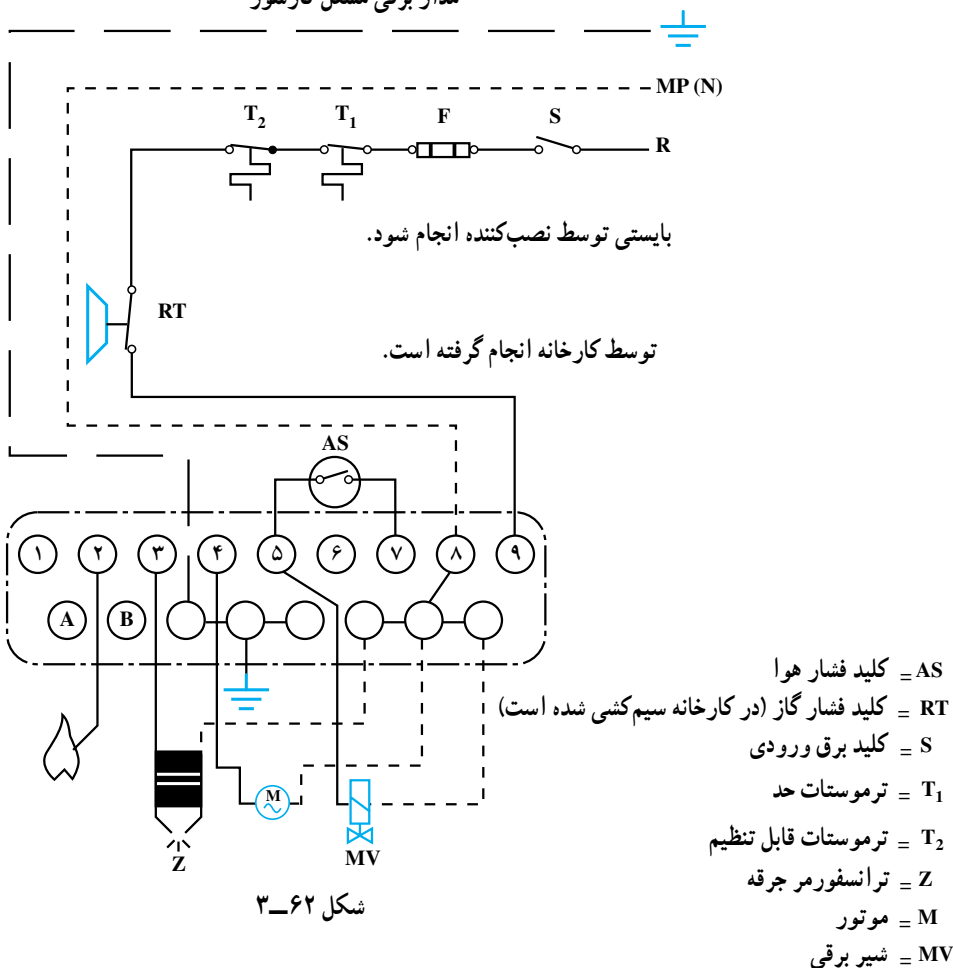 MP (N)
T₂ T₁ F S
R
بایستی توسط نصب‌کننده انجام شود.
RT
توسط کارخانه انجام گرفته است.
AS
۱ ۲ ۳ ۴ ۵ ۶ ۷ ۸ ۹
A B
M
Z
MV
شکل ۶۲ــ۳
AS = کلید فشار هوا
RT = کلید فشار گاز (در کارخانه سیم‌کشی شده است)
S = کلید برق ورودی
T₁ = ترموستات حد
T₂ = ترموستات قابل تنظیم
Z = ترانسفورمر جرقه
M = موتور
MV = شیر برقی